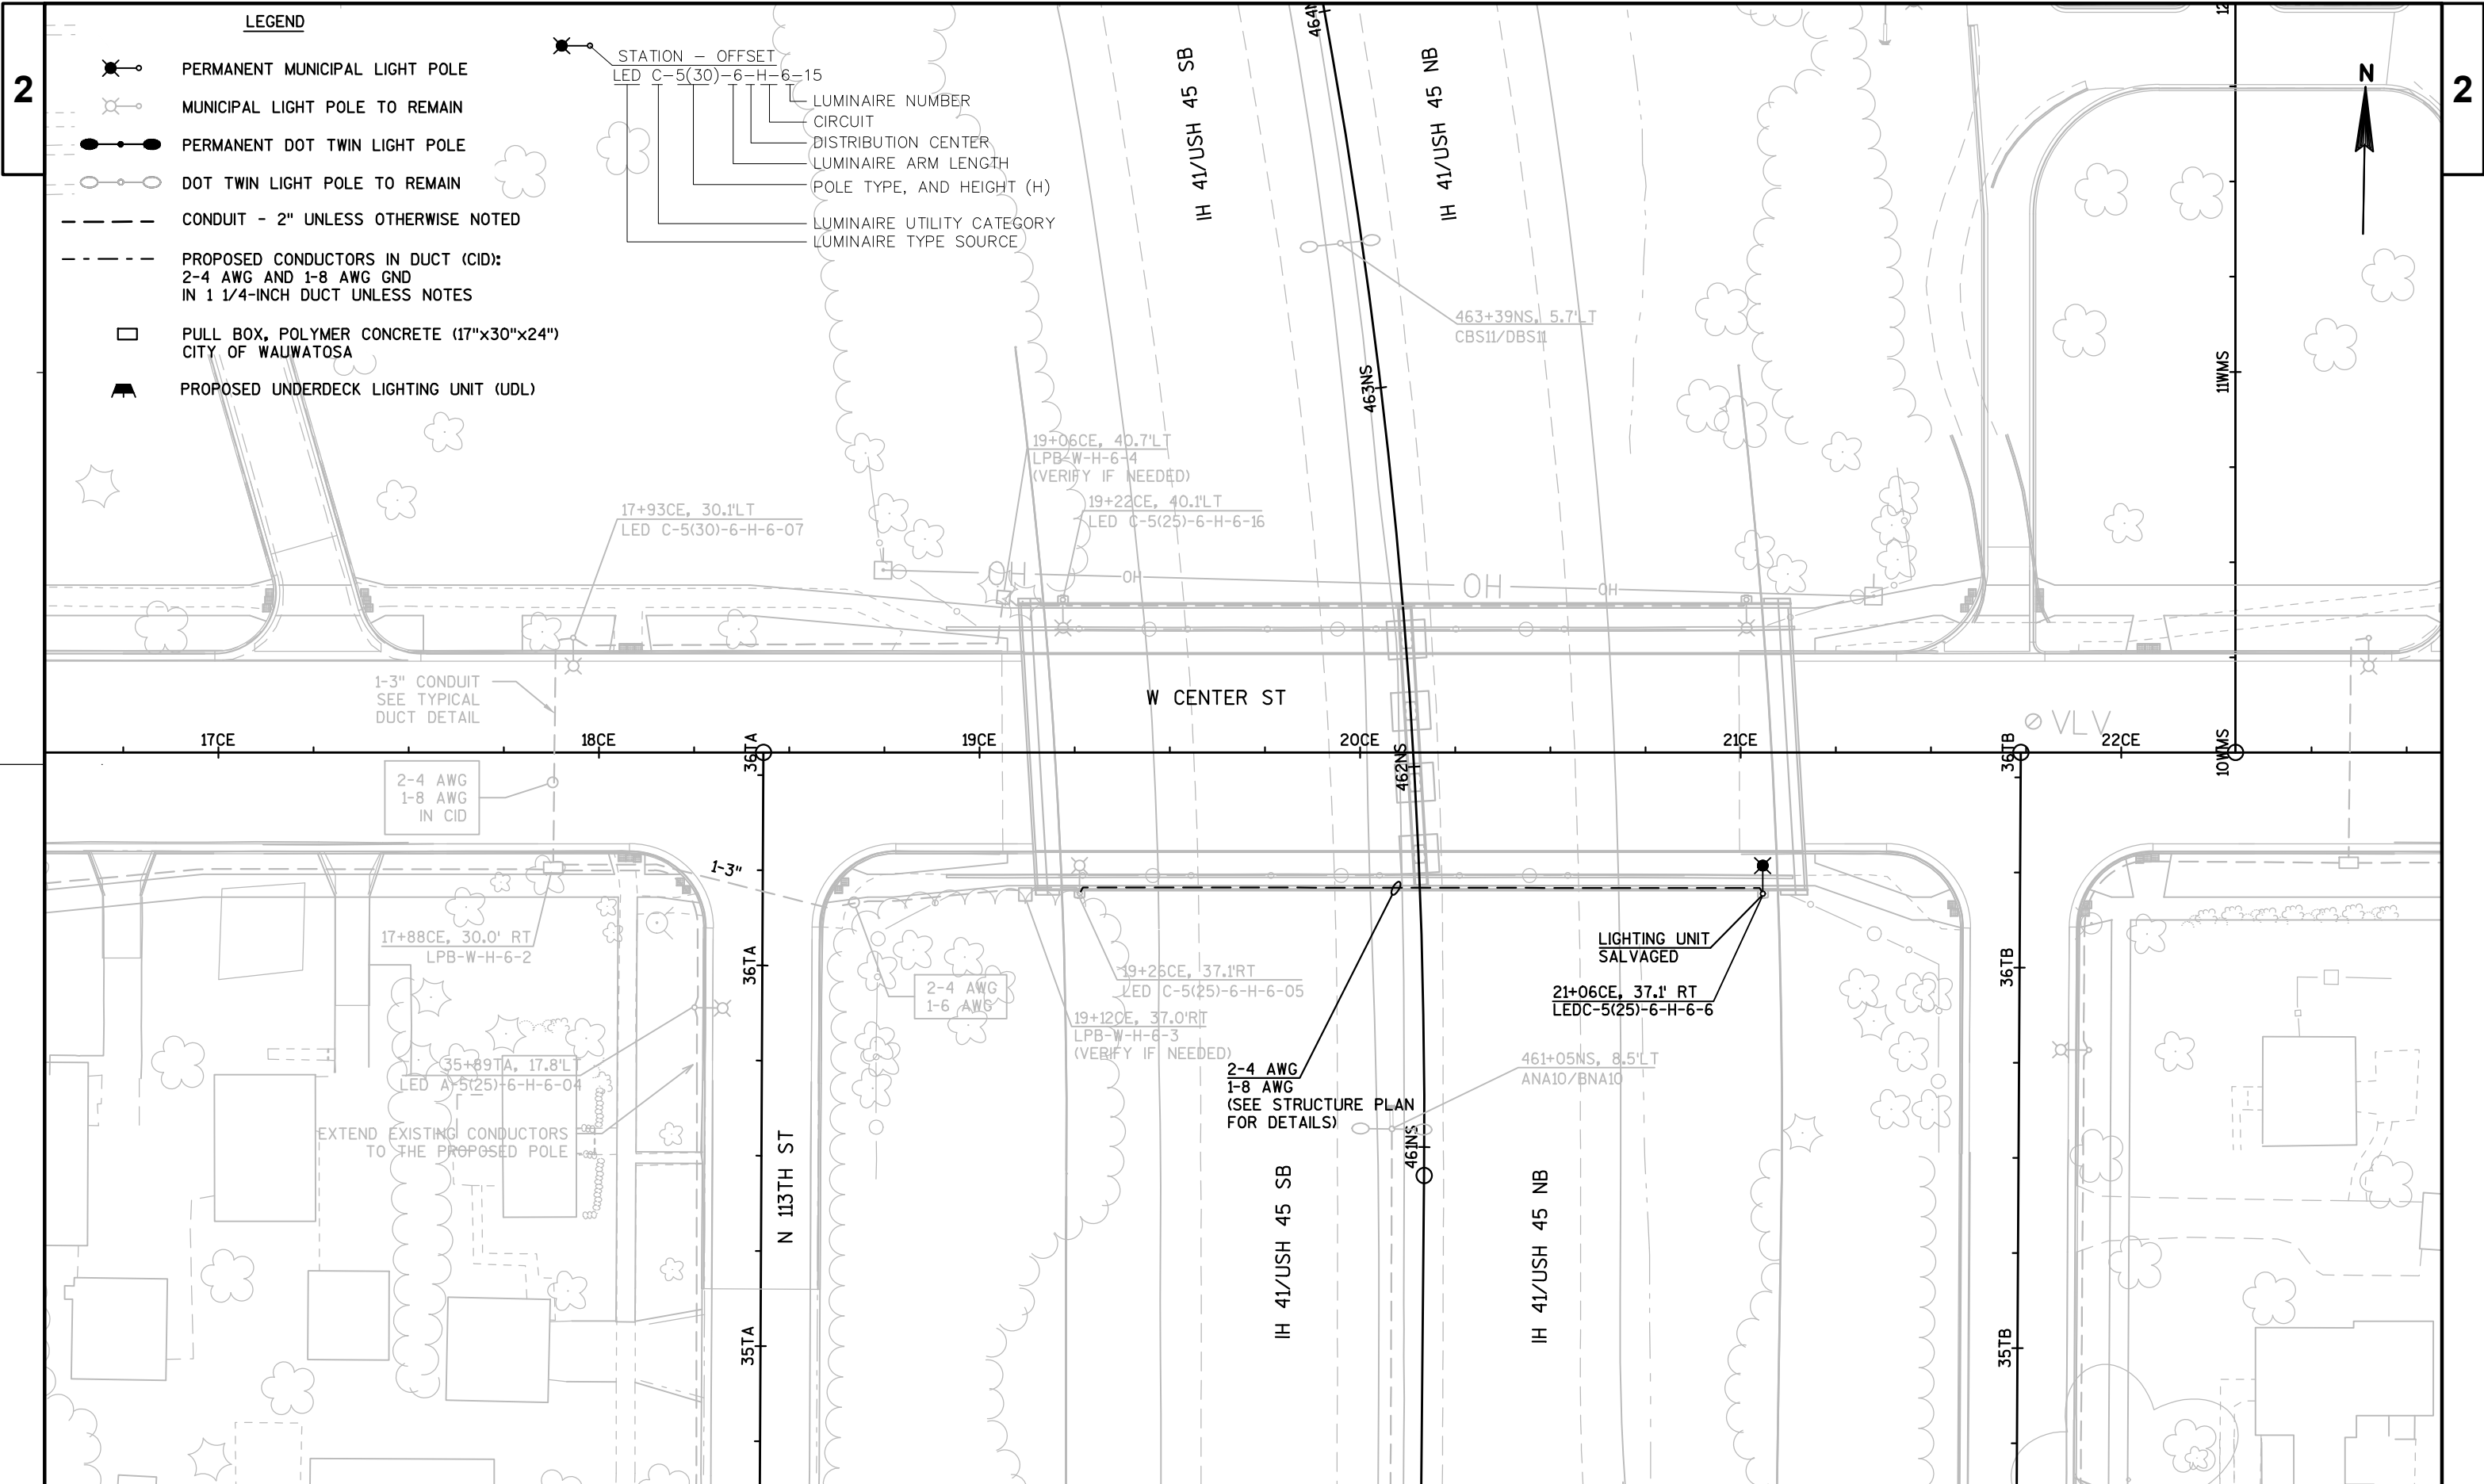 2
2
LEGEND
PERMANENT MUNICIPAL LIGHT POLE
MUNICIPAL LIGHT POLE TO REMAIN
PERMANENT DOT TWIN LIGHT POLE
DOT TWIN LIGHT POLE TO REMAIN
CONDUIT - 2" UNLESS OTHERWISE NOTED
PROPOSED CONDUCTORS IN DUCT (CID):
2-4 AWG AND 1-8 AWG GND
IN 1 1/4-INCH DUCT UNLESS NOTES
PULL BOX, POLYMER CONCRETE (17"x30"x24")
CITY OF WAUWATOSA
PROPOSED UNDERDECK LIGHTING UNIT (UDL)
STATION - OFFSET
LED C-5(30)-6-H-6-15
LUMINAIRE NUMBER
CIRCUIT
DISTRIBUTION CENTER
LUMINAIRE ARM LENGTH
POLE TYPE, AND HEIGHT (H)
LUMINAIRE UTILITY CATEGORY
LUMINAIRE TYPE SOURCE
IH 41/USH 45 SB
IH 41/USH 45 NB
N
463+39NS, 5.7'LT
CBS11/DBS11
463NS
11WMS
19+06CE, 40.7'LT
LPB-W-H-6-4
(VERIFY IF NEEDED)
19+22CE, 40.1'LT
LED C-5(25)-6-H-6-16
17+93CE, 30.1'LT
LED C-5(30)-6-H-6-07
OH
OH
OH
OH
1-3" CONDUIT
SEE TYPICAL
DUCT DETAIL
W CENTER ST
VLV
17CE
18CE
36TA
19CE
20CE
462NS
21CE
36TB
22CE
10WMS
2-4 AWG
1-8 AWG
IN CID
1-3"
17+88CE, 30.0' RT
LPB-W-H-6-2
36TA
2-4 AWG
1-6 AWG
19+26CE, 37.1'RT
LED C-5(25)-6-H-6-05
19+12CE, 37.0'RT
LPB-W-H-6-3
(VERIFY IF NEEDED)
LIGHTING UNIT
SALVAGED
21+06CE, 37.1' RT
LEDC-5(25)-6-H-6-6
36TB
35+89TA, 17.8'LT
LED A-5(25)-6-H-6-04
2-4 AWG
1-8 AWG
(SEE STRUCTURE PLAN
FOR DETAILS)
461+05NS, 8.5'LT
ANA10/BNA10
EXTEND EXISTING CONDUCTORS
TO THE PROPOSED POLE
461NS
N 113TH ST
IH 41/USH 45 SB
IH 41/USH 45 NB
35TA
35TB